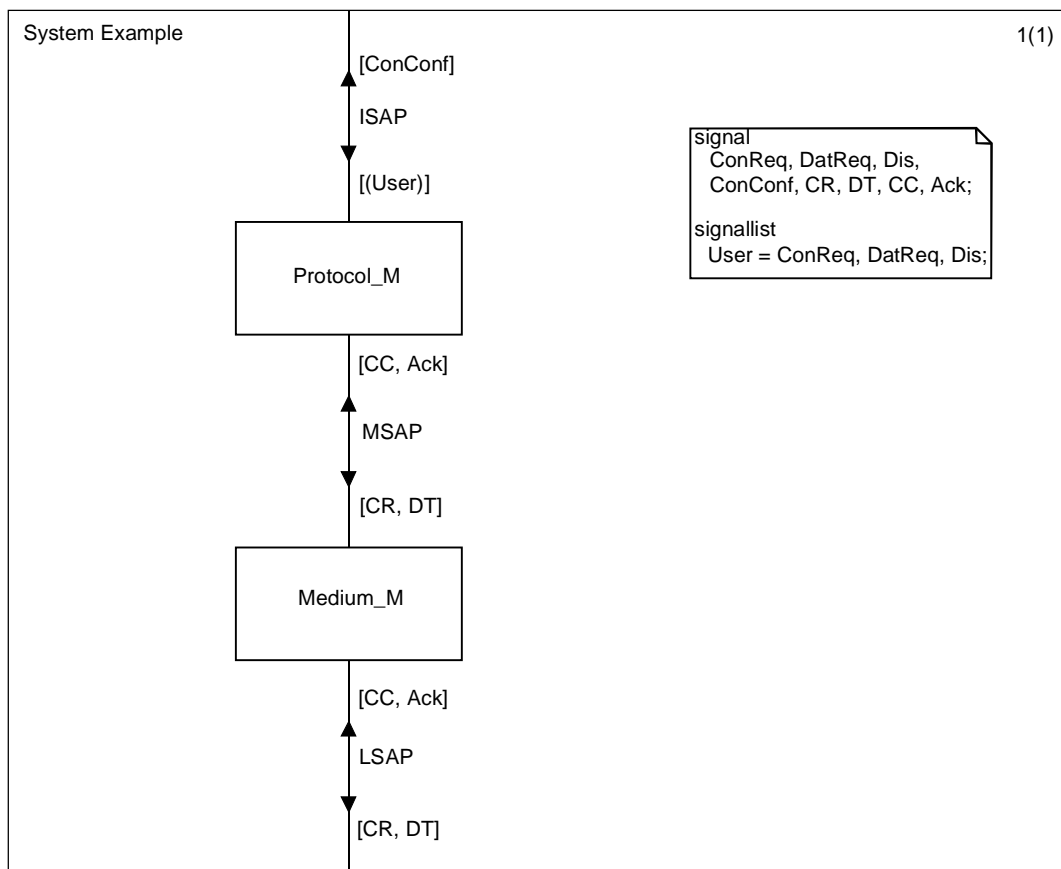 System Example
1(1)
[ConConf]
ISAP
[(User)]
signal
ConReq, DatReq, Dis,
ConConf, CR, DT, CC, Ack;
signallist
User = ConReq, DatReq, Dis;
Protocol_M
[CC, Ack]
MSAP
[CR, DT]
Medium_M
[CC, Ack]
LSAP
[CR, DT]